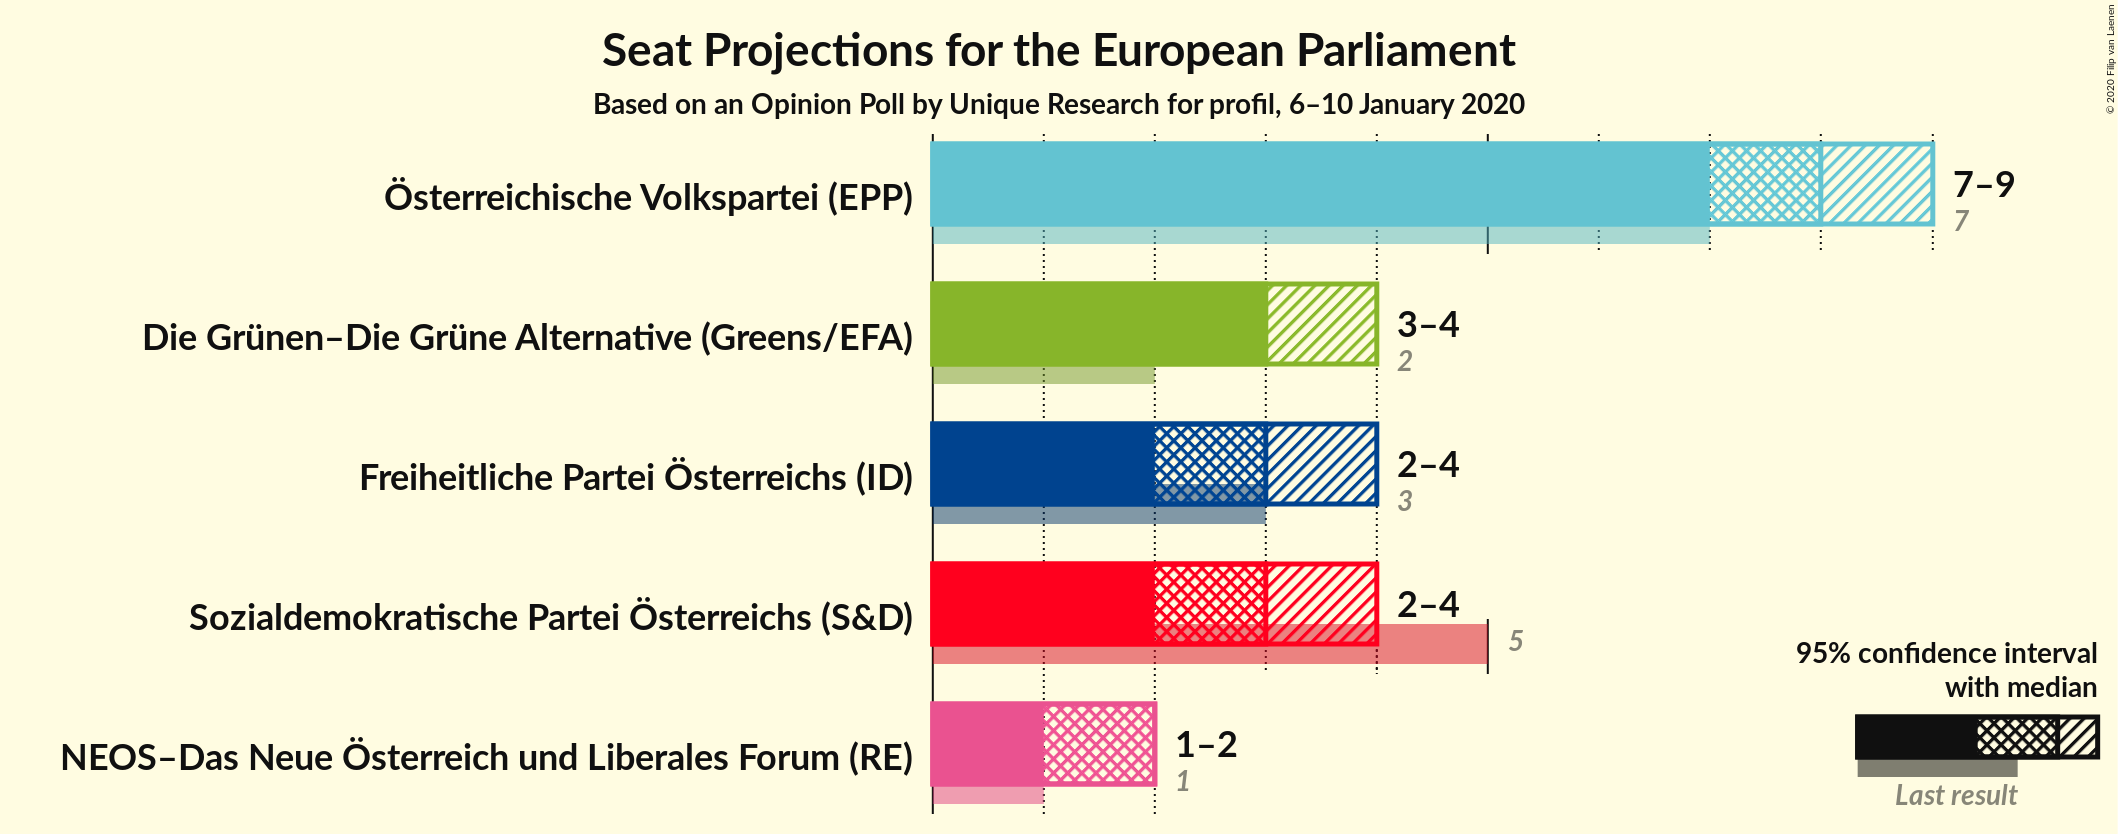 Seat Projections for the European Parliament
Based on an Opinion Poll by Unique Research for profil, 6–10 January 2020
© 2020 Filip van Laenen
Österreichische Volkspartei (EPP)
7–9
7
Die Grünen–Die Grüne Alternative (Greens/EFA)
3–4
2
Freiheitliche Partei Österreichs (ID)
2–4
3
Sozialdemokratische Partei Österreichs (S&D)
2–4
5
NEOS–Das Neue Österreich und Liberales Forum (RE)
1–2
1
95% confidence interval
with median
Last result